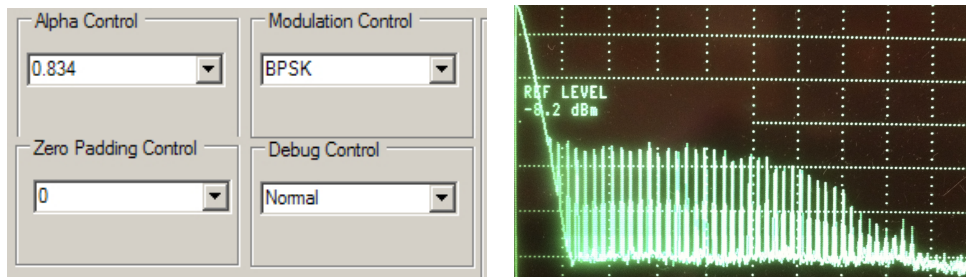 Alpha Control
Modulation Control
0.834
BPSK
Zero Padding Control
Debug Control
0
Normal
REF LEVEL
-8.2 dBm